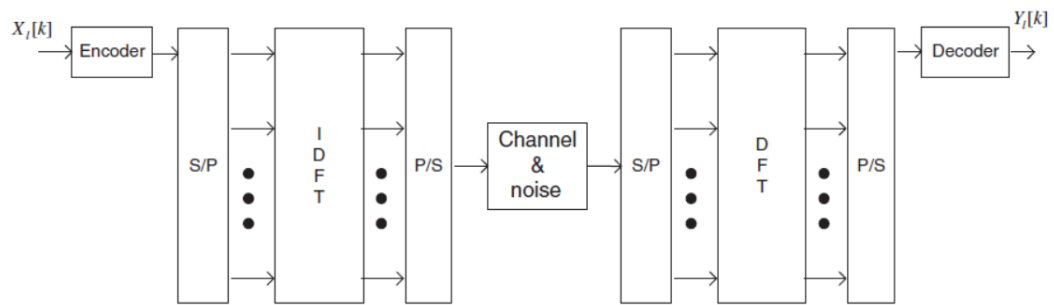 X_l[k]
Encoder
S/P
I
D
F
T
P/S
Channel
&
noise
S/P
D
F
T
P/S
Decoder
Y_l[k]